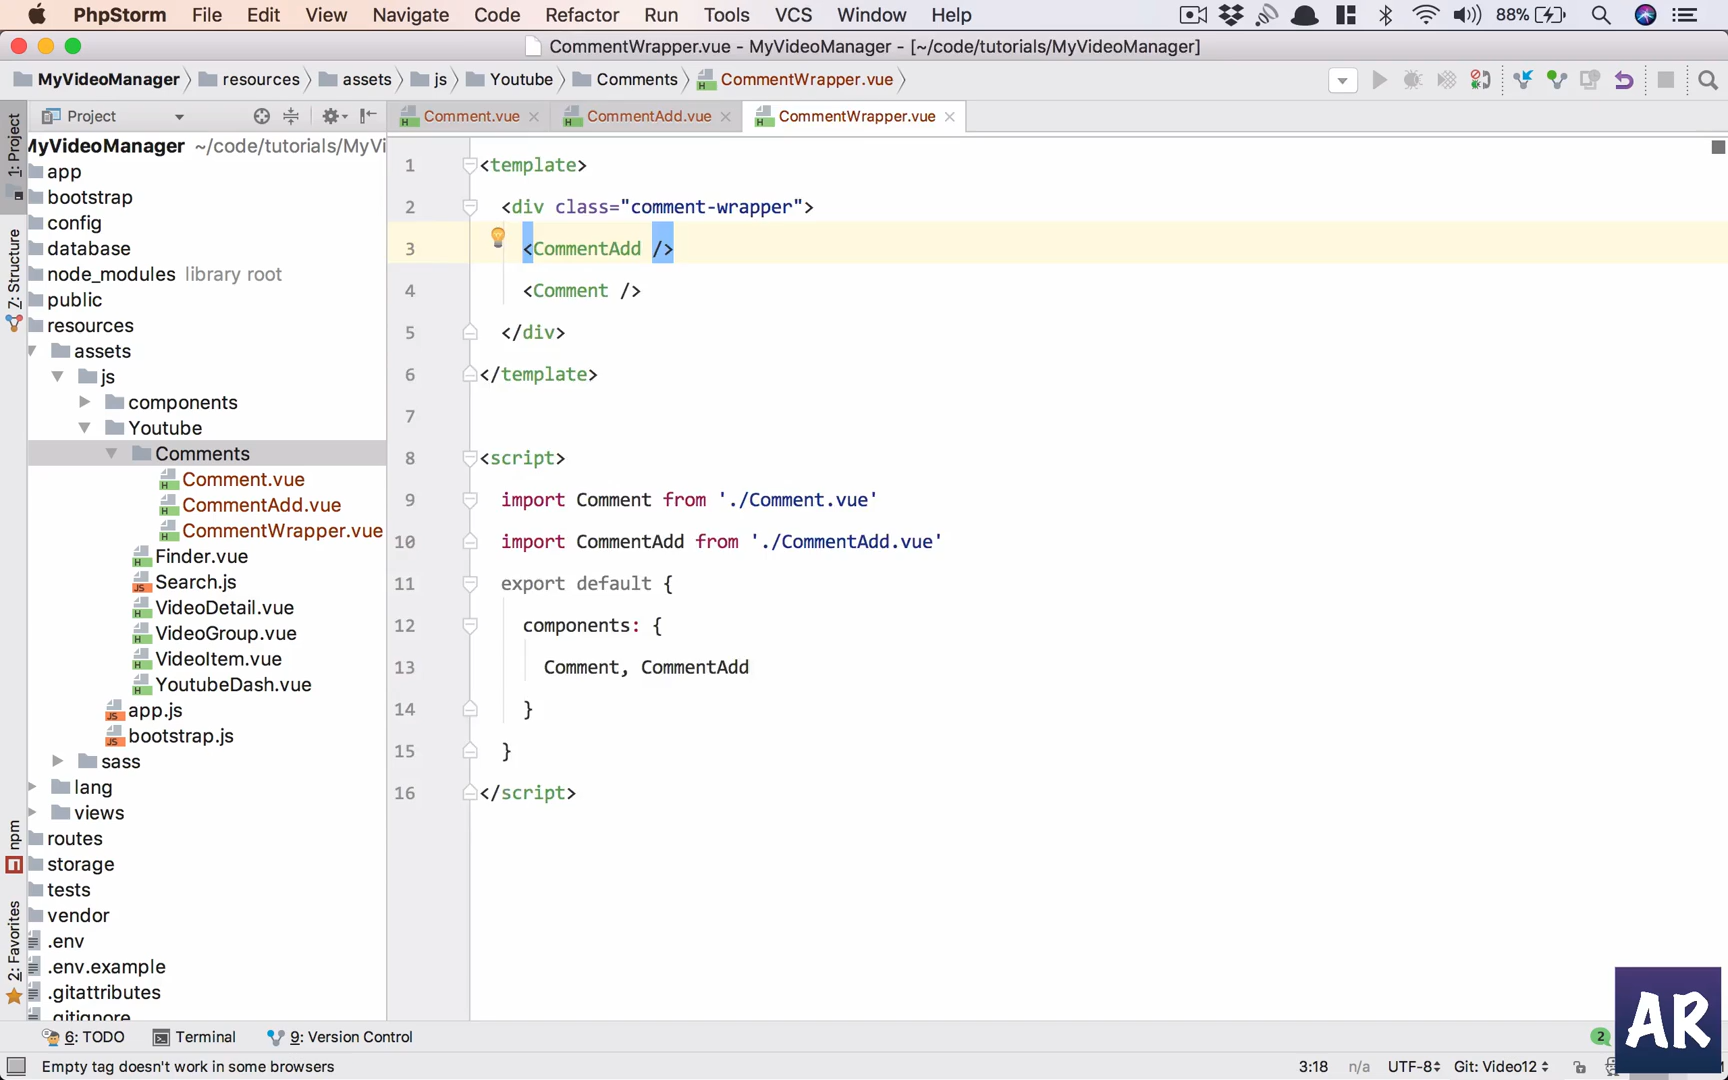 PhpStorm File Edit View Navigate Code Refactor Run Tools VCS Window Help 88%
CommentWrapper.vue - MyVideoManager - [~/code/tutorials/MyVideoManager]
MyVideoManager resources assets js Youtube Comments CommentWrapper.vue
1: Project
Z: Structure
npm
2: Favorites
Project
MyVideoManager ~/code/tutorials/MyVi
app
bootstrap
config
database
node_modules library root
public
resources
assets
js
components
Youtube
Comments
Comment.vue
CommentAdd.vue
CommentWrapper.vue
Finder.vue
Search.js
VideoDetail.vue
VideoGroup.vue
VideoItem.vue
YoutubeDash.vue
app.js
bootstrap.js
sass
lang
views
routes
storage
tests
vendor
.env
.env.example
.gitattributes
.gitignore
Comment.vue CommentAdd.vue CommentWrapper.vue
1 <template>
2 <div class="comment-wrapper">
3 <CommentAdd />
4 <Comment />
5 </div>
6 </template>
7
8 <script>
9 import Comment from './Comment.vue'
10 import CommentAdd from './CommentAdd.vue'
11 export default {
12 components: {
13 Comment, CommentAdd
14 }
15 }
16 </script>
6: TODO Terminal 9: Version Control 2
Empty tag doesn't work in some browsers 3:18 n/a UTF-8 Git: Video12
AR